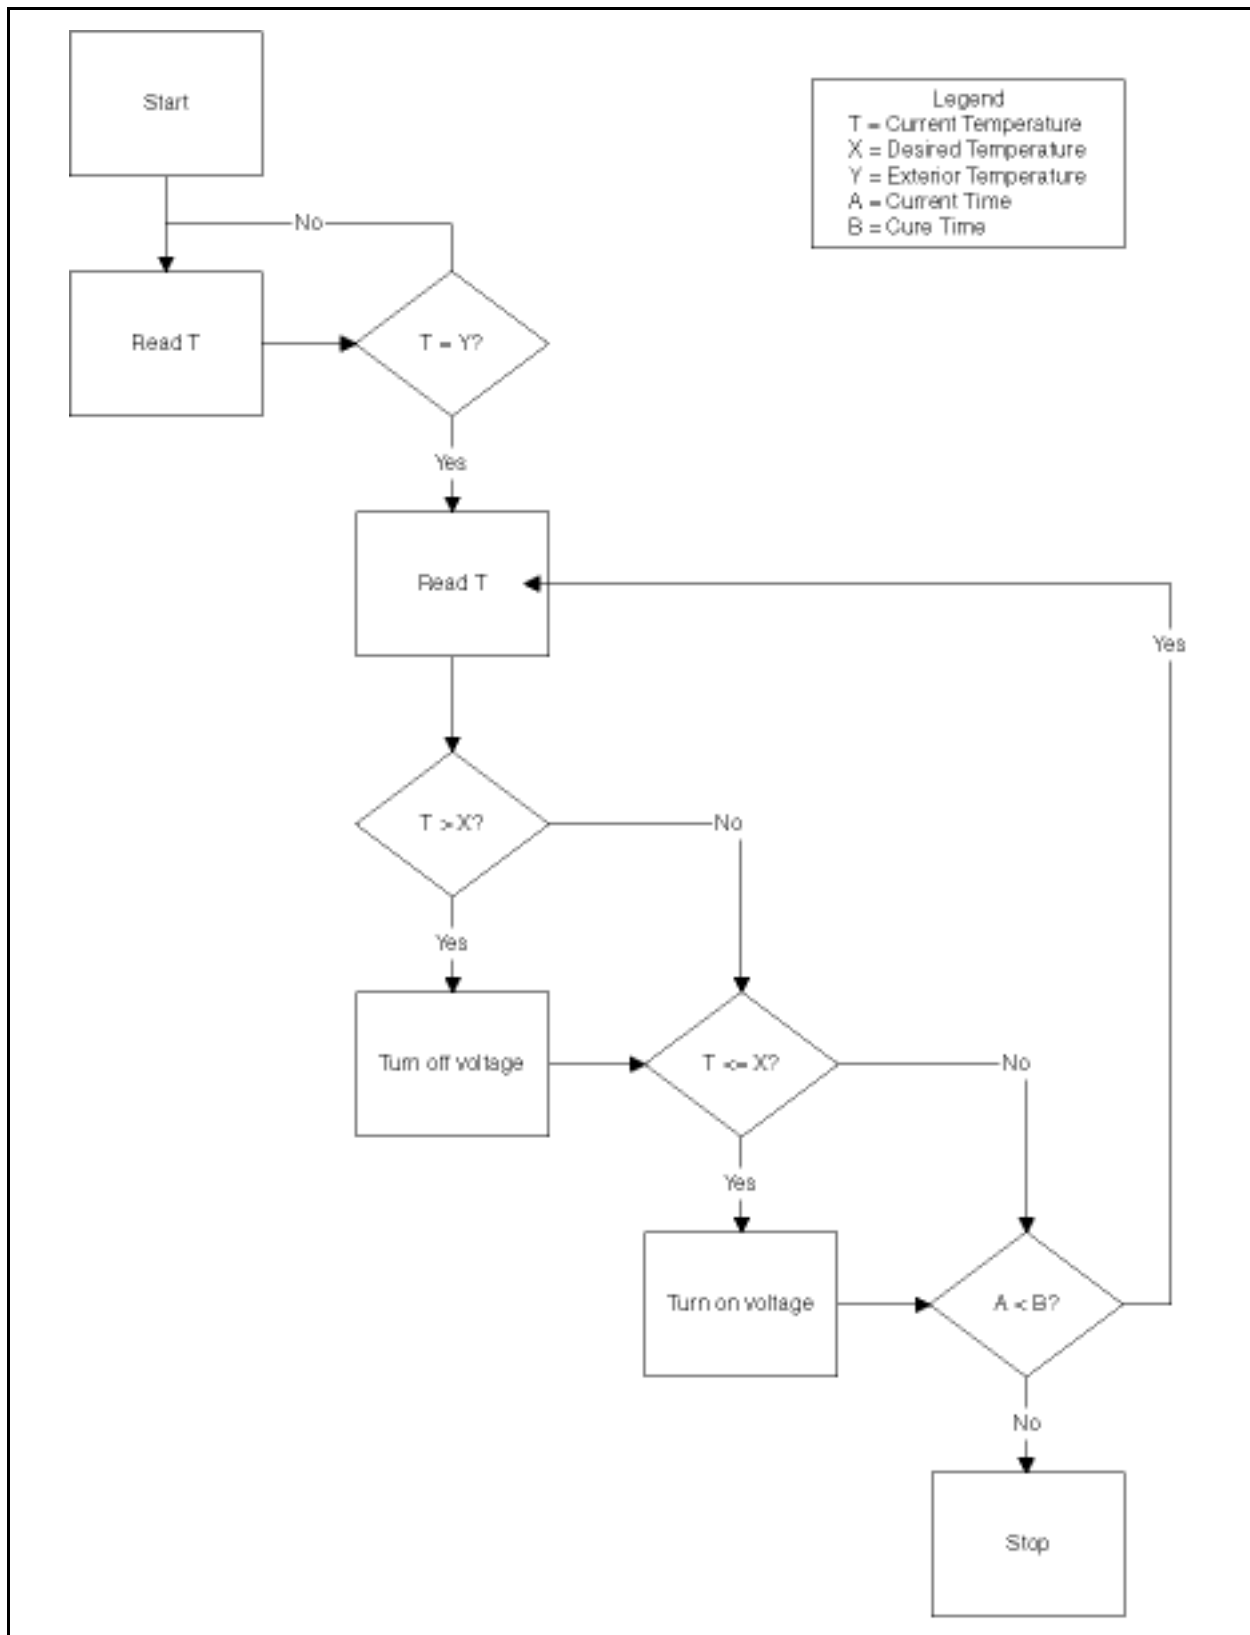 Start
Legend
T = Current Temperature
X = Desired Temperature
Y = Exterior Temperature
A = Current Time
B = Cure Time
No
Read T
T = Y?
Yes
Read T
Yes
T > X?
No
Yes
Turn off voltage
T <= X?
No
Yes
Turn on voltage
A < B?
No
Stop